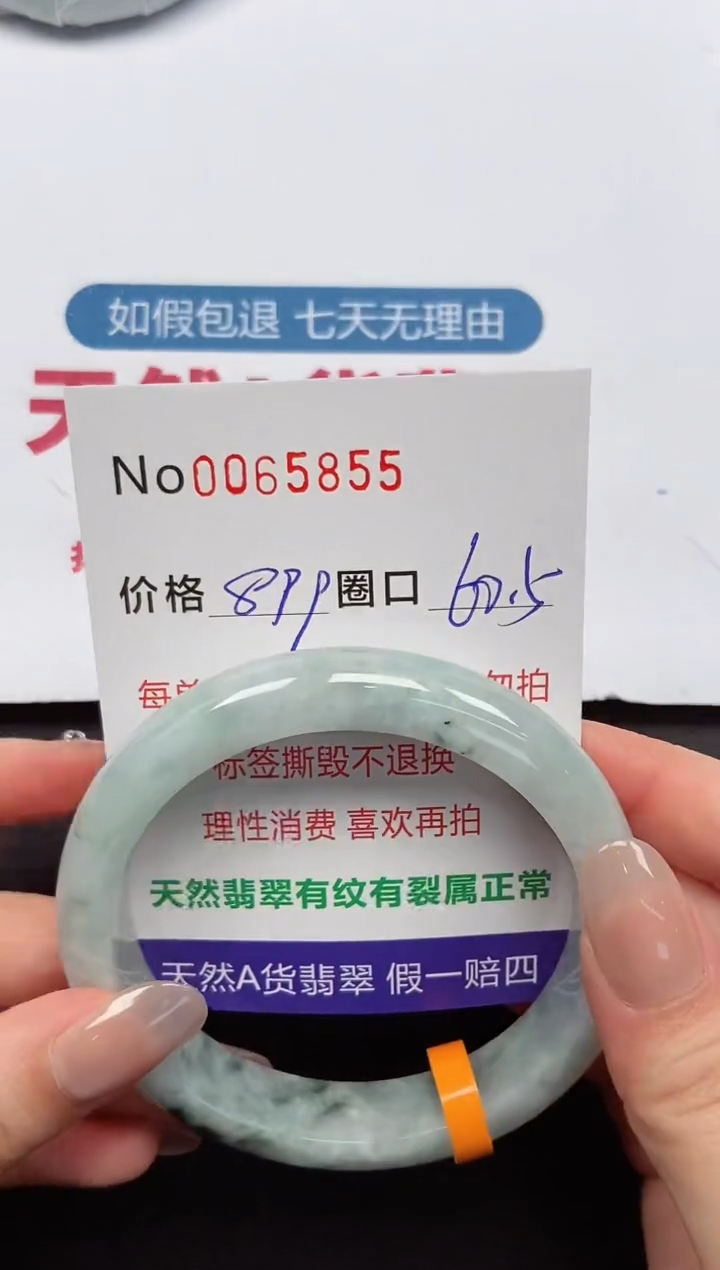 如假包退 七天无理由
No0065855
价格 899 圈口 60.5
标签撕毁不退换
理性消费 喜欢再拍
天然翡翠有纹有裂属正常
天然A货翡翠 假一赔四